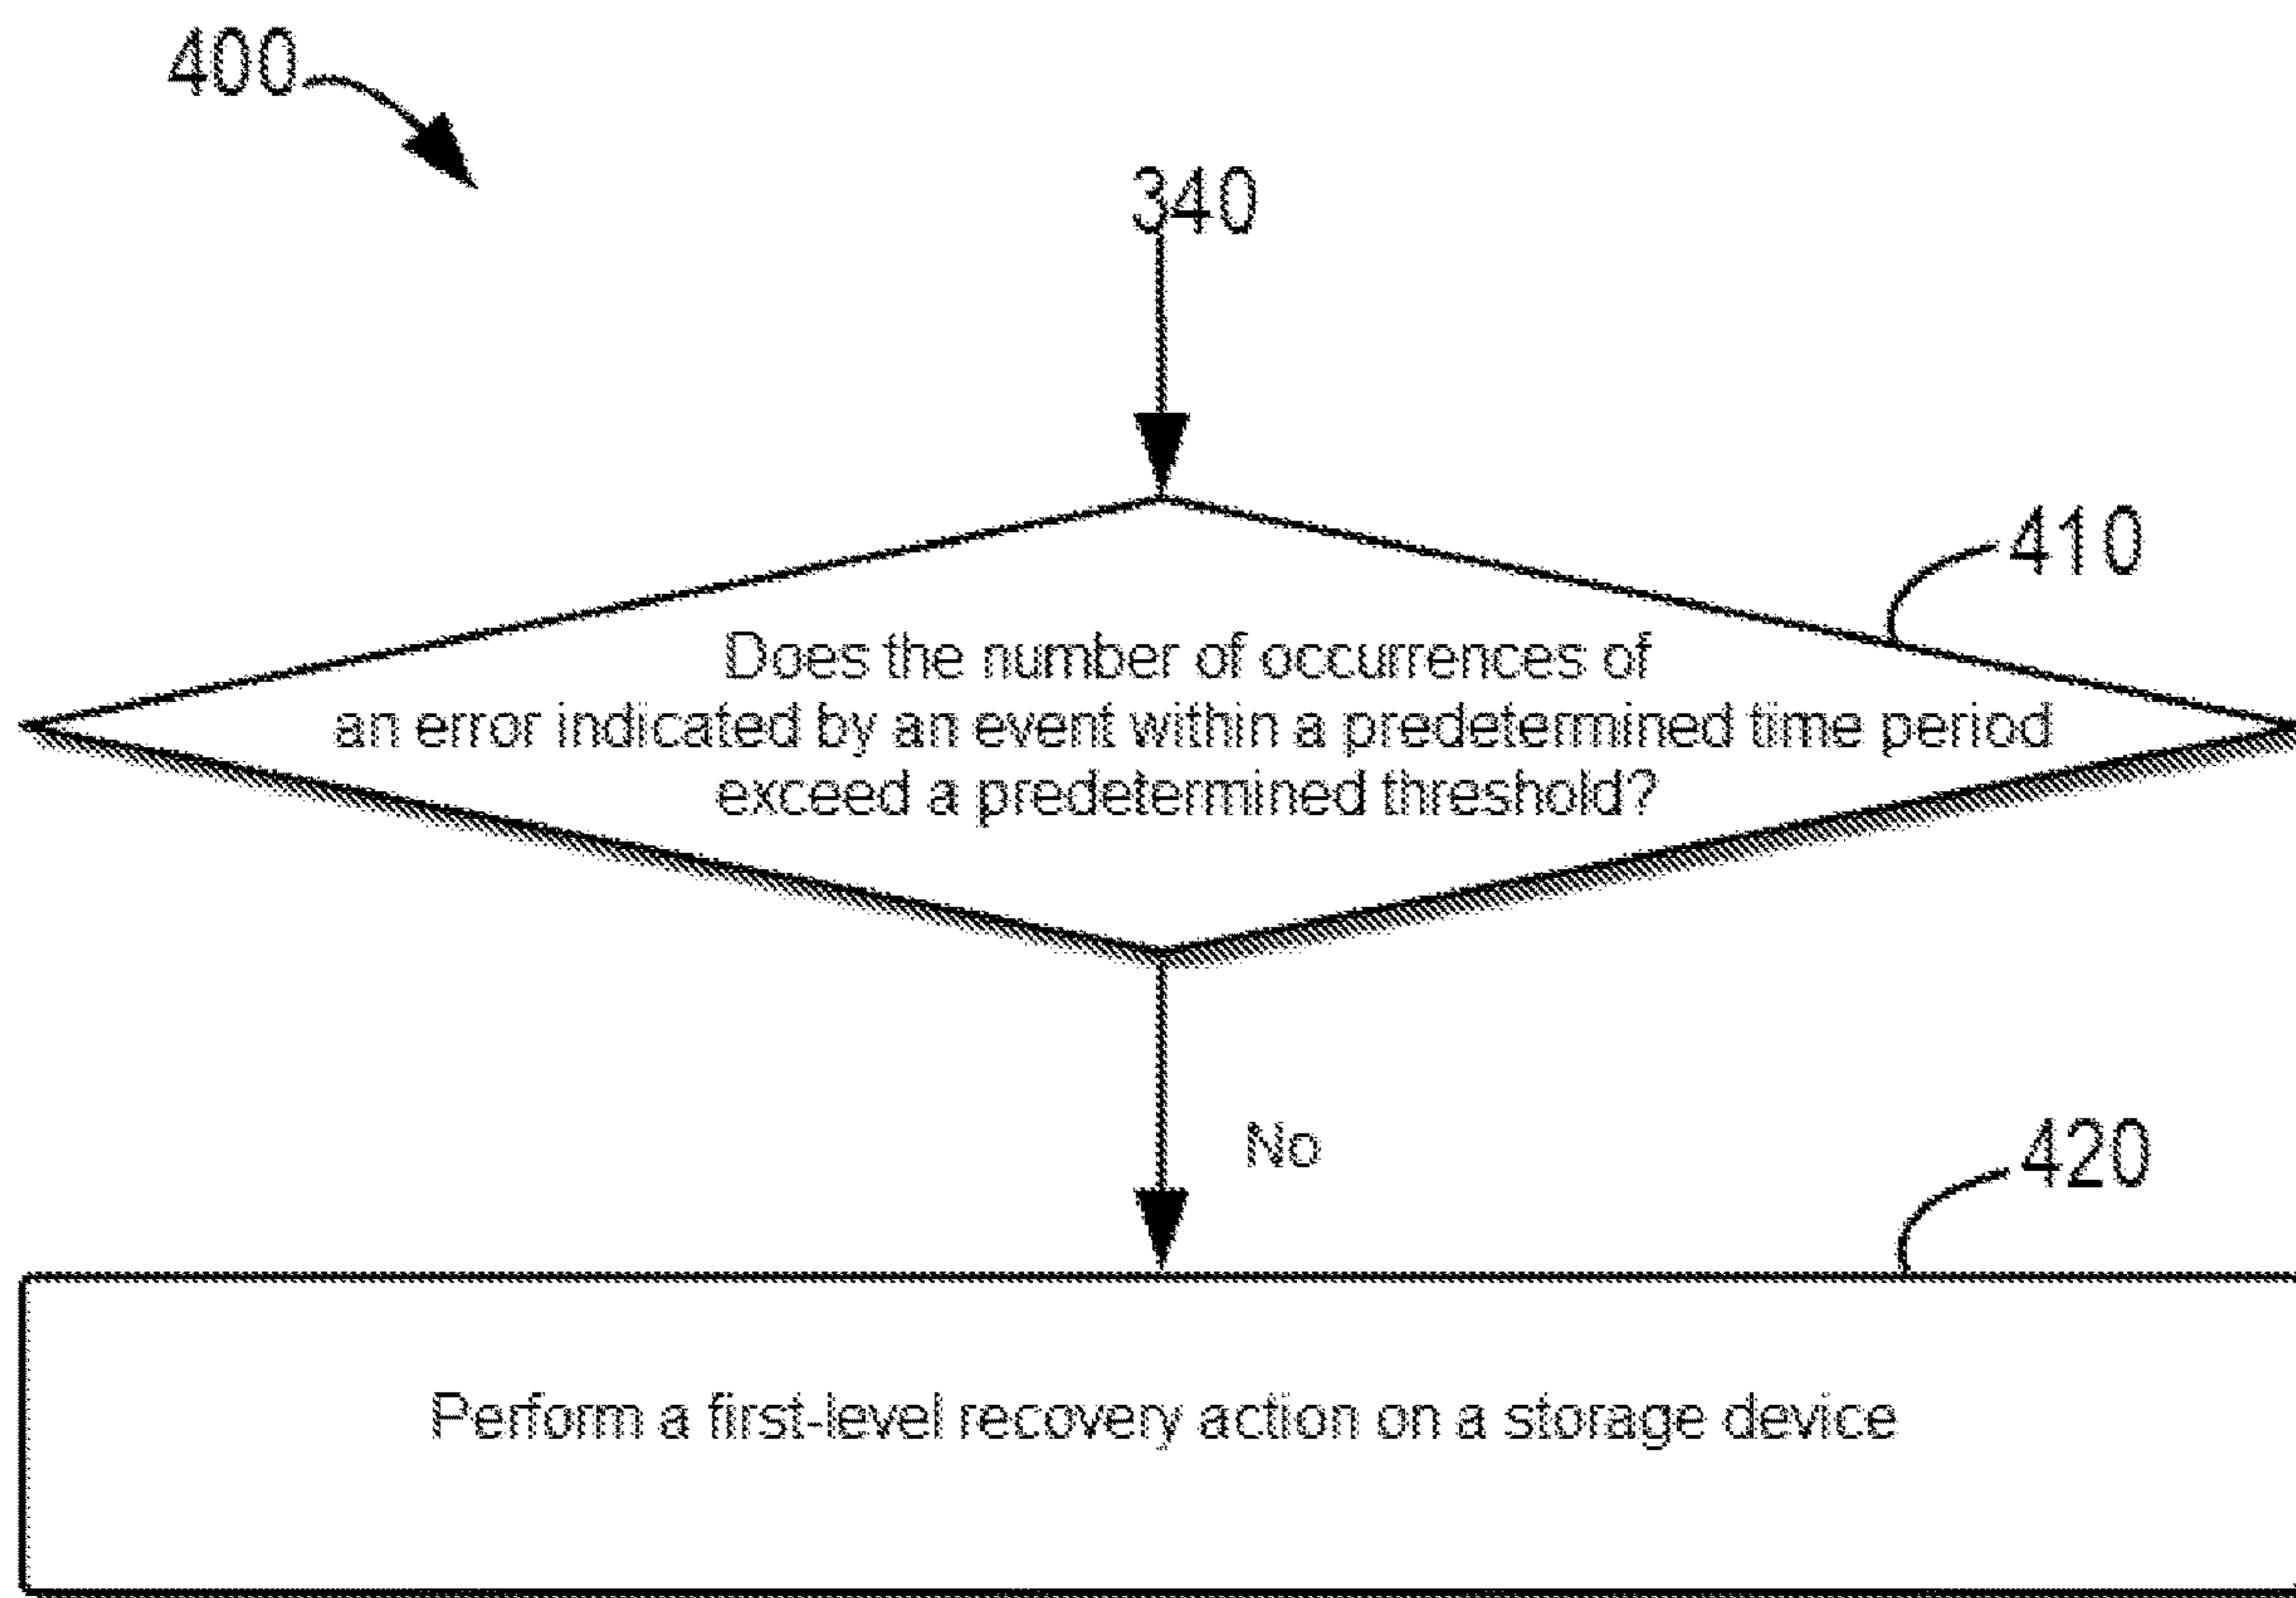 400
340
410
Does the number of occurrences of
an error indicated by an event within a predetermined time period
exceed a predetermined threshold?
No
420
Perform a first-level recovery action on a storage device